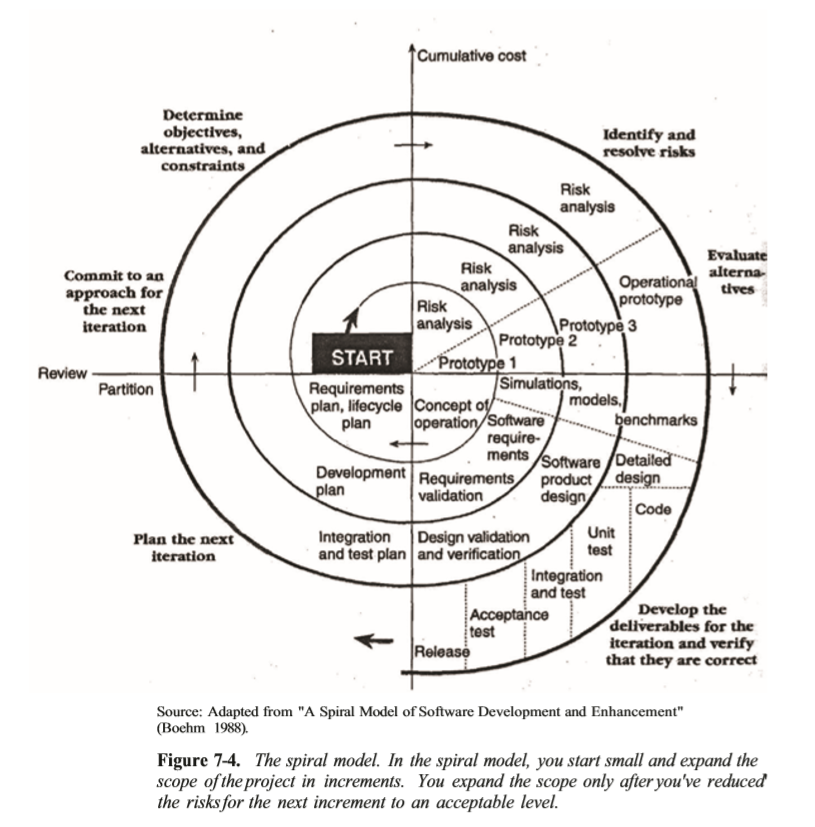 Cumulative cost
Determine
objectives,
alternatives, and
constraints
Identify and
resolve risks
Risk
analysis
Risk
analysis
Risk
analysis
Risk
analysis
Evaluate
alterna-
tives
Commit to an
approach for
the next
iteration
Operational
prototype
Prototype 3
Prototype 2
Prototype 1
START
Review
Partition
Requirements
plan, lifecycle
plan
Concept of
operation
Simulations,
models,
benchmarks
Software
require-
ments
Development
plan
Requirements
validation
Software
product
design
Detailed
design
Code
Plan the next
iteration
Integration
and test plan
Design validation
and verification
Unit
test
Integration
and test
Acceptance
test
Release
Develop the
deliverables for the
iteration and verify
that they are correct
Source: Adapted from "A Spiral Model of Software Development and Enhancement"
(Boehm 1988).
Figure 7-4. The spiral model. In the spiral model, you start small and expand the
scope of the project in increments. You expand the scope only after you've reduced
the risks for the next increment to an acceptable level.